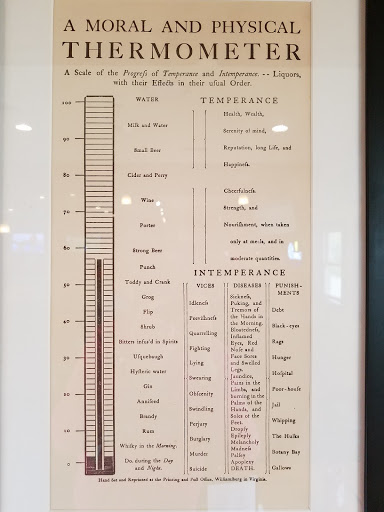 A MORAL AND PHYSICAL
THERMOMETER
A Scale of the Progress of Temperance and Intemperance. -- Liquors,
with their Effects in their usual Order.
100
90
80
70
60
50
40
30
20
10
0
WATER
Milk and Water
Small Beer
Cider and Perry
Wine
Porter
Strong Beer
Punch
Toddy and Crank
Grog
Flip
Shrub
Bitters infus'd in Spirits
Usquebaugh
Hysteric water
Gin
Anniseed
Brandy
Rum
Whisky in the Morning.
Do. during the Day
and Night.
TEMPERANCE
Health, Wealth,
Serenity of mind,
Reputation, long Life, and
Happiness.
Cheerfulness.
Strength, and
Nourishment, when taken
only at meals, and in
moderate quantities.
INTEMPERANCE
VICES
Idleness
Peevishness
Quarrelling
Fighting
Lying
Swearing
Obscenity
Swindling
Perjury
Burglary
Murder
Suicide
DISEASES
Sickness,
Puking, and
Tremors of
the Hands in
the Morning.
Bloatedness,
Inflamed
Eyes, Red
Nose and
Face Sores
and Swelled
Legs.
Jaundice,
Pains in the
Limbs, and
burning in the
Palms of the
Hands, and
Soles of the
Feet.
Dropsy
Epilepsy
Melancholy
Madness
Palsey
Apoplexy
DEATH.
PUNISH-
MENTS
Debt
Black-eyes
Rags
Hunger
Hospital
Poor-house
Jail
Whipping
The Hulks
Botany Bay
Gallows
Hand Set and Reprinted at the Printing and Post Office, Williamsburg in Virginia.